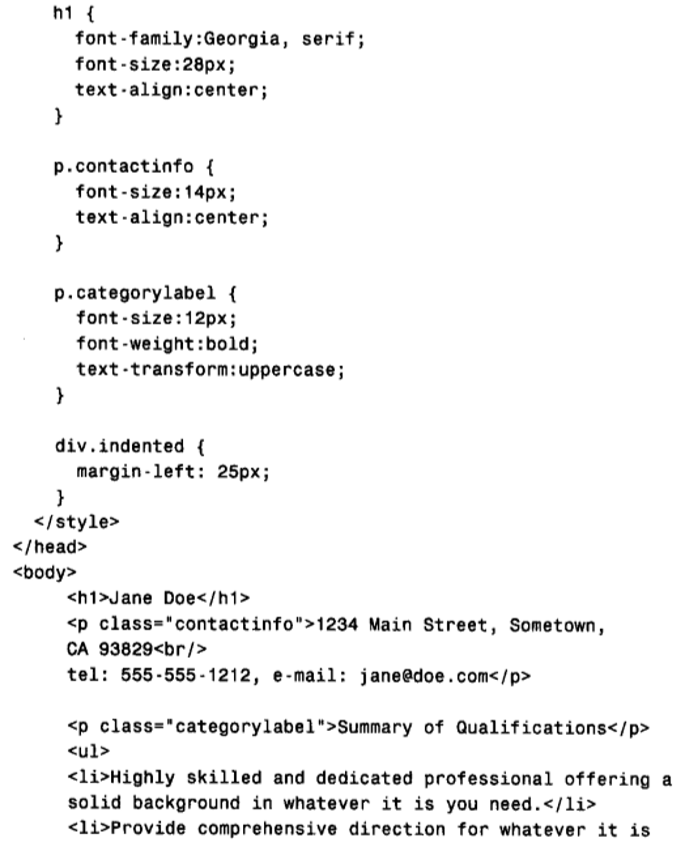 h1 {
font-family:Georgia, serif;
font-size:28px;
text-align:center;
}
p.contactinfo {
font-size:14px;
text-align:center;
}
p.categorylabel {
font-size:12px;
font-weight:bold;
text-transform:uppercase;
}
div.indented {
margin-left: 25px;
}
</style>
</head>
<body>
<h1>Jane Doe</h1>
<p class="contactinfo">1234 Main Street, Sometown,
CA 93829<br/>
tel: 555-555-1212, e-mail: jane@doe.com</p>
<p class="categorylabel">Summary of Qualifications</p>
<ul>
<li>Highly skilled and dedicated professional offering a
solid background in whatever it is you need.</li>
<li>Provide comprehensive direction for whatever it is